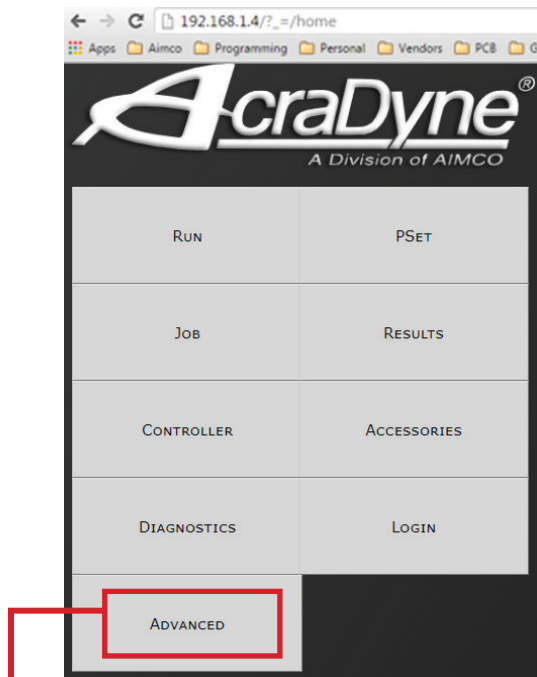 192.168.1.4/?_=/home
Apps Aimco Programming Personal Vendors PCB G
AcraDyne®
A Division of AIMCO
Run PSet
Job Results
Controller Accessories
Diagnostics Login
Advanced